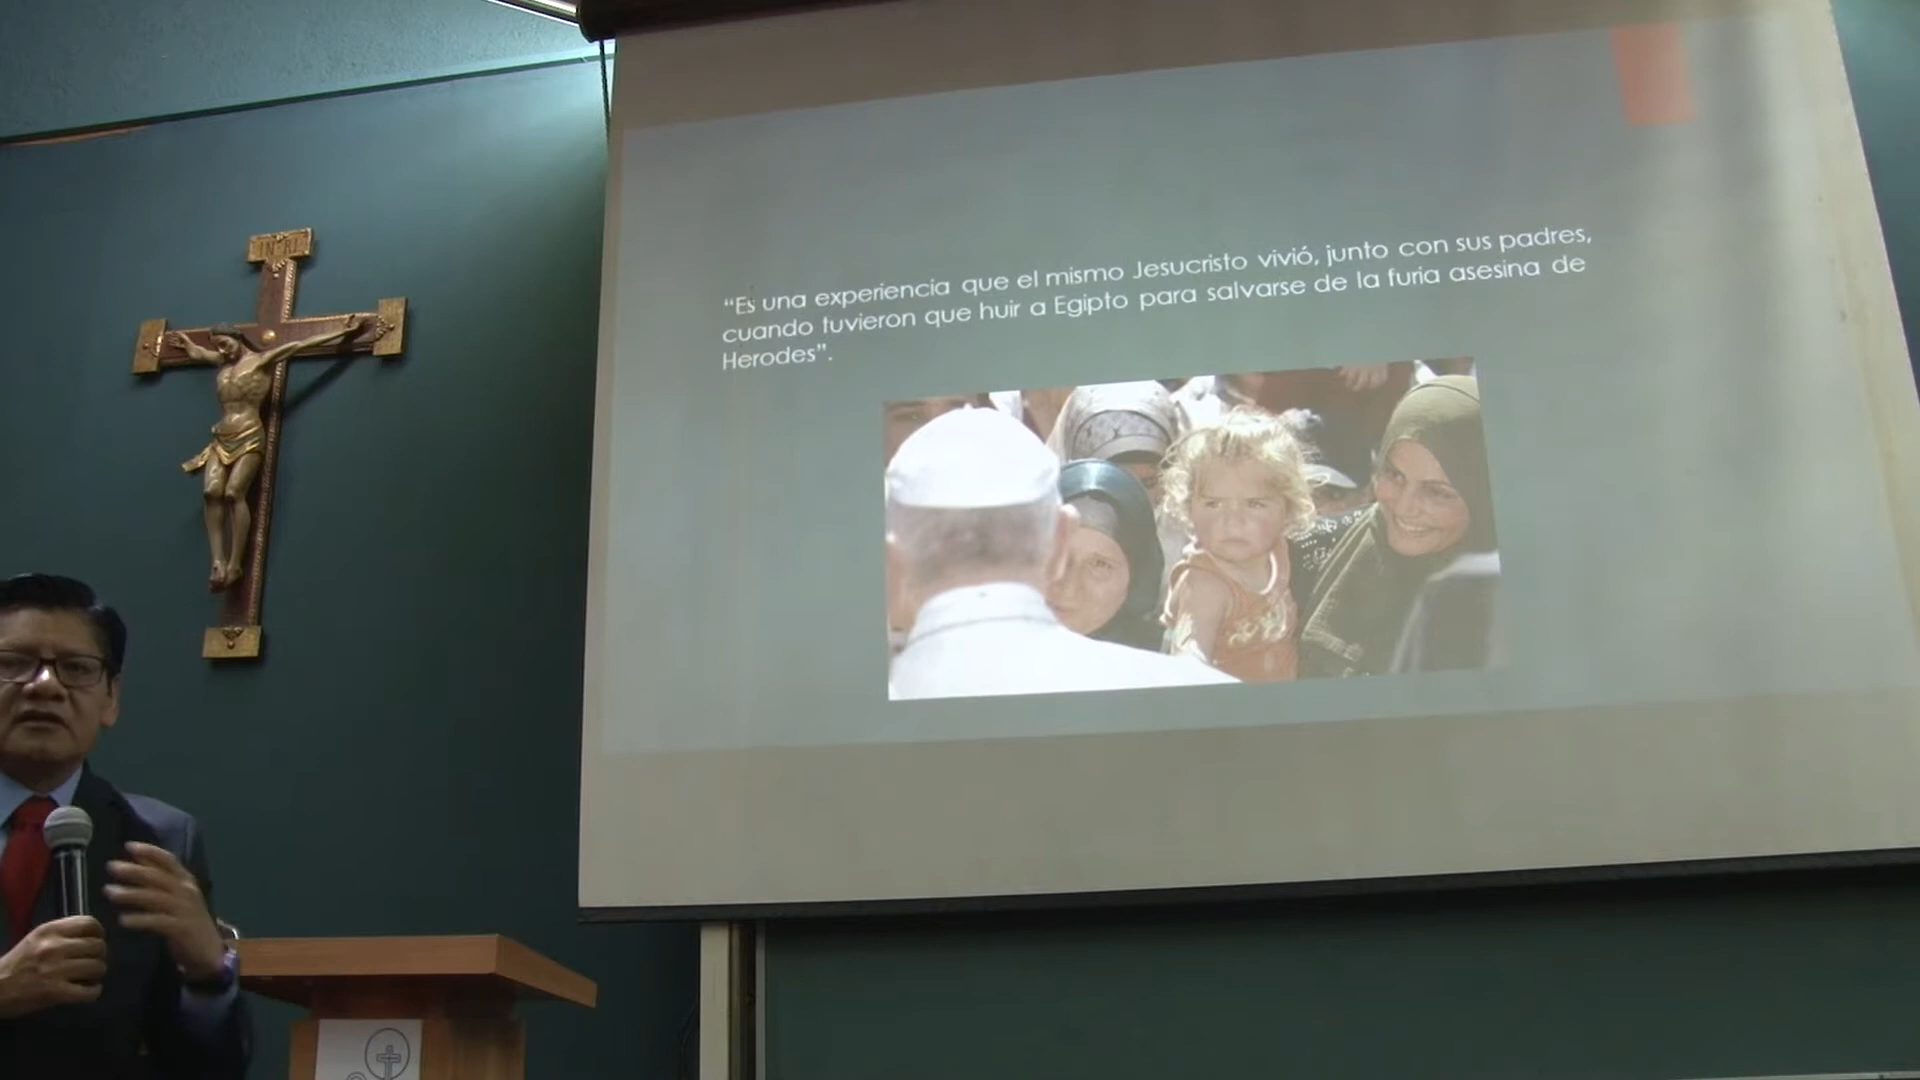 INRI
“Es una experiencia que el mismo Jesucristo vivió, junto con sus padres,
cuando tuvieron que huir a Egipto para salvarse de la furia asesina de
Herodes”.